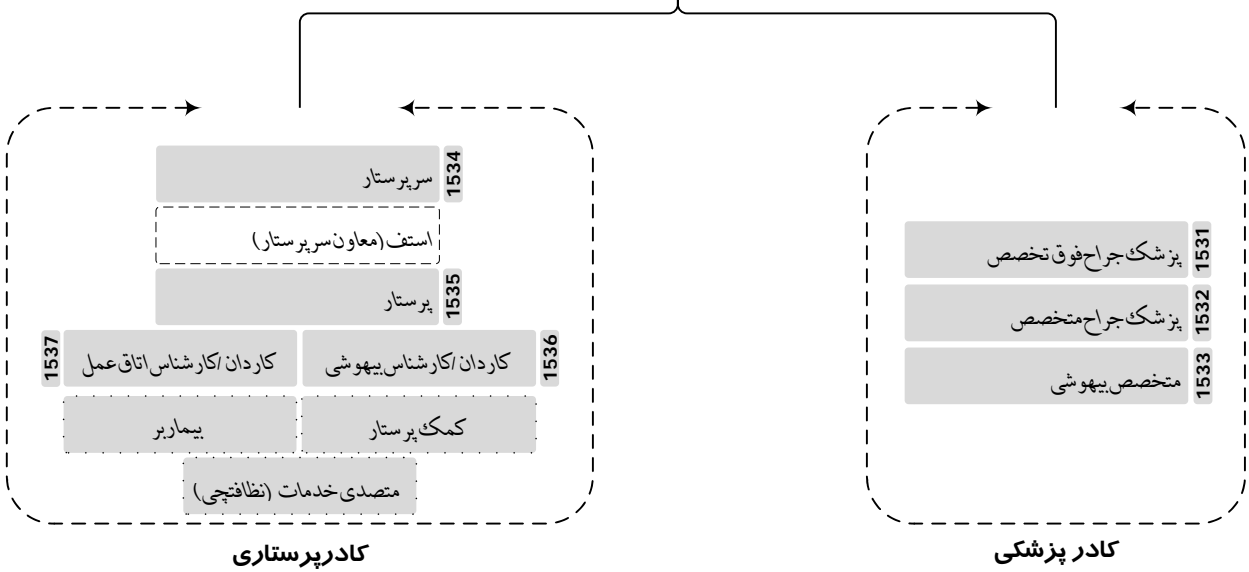 1531 پزشک جراح فوق تخصص
1532 پزشک جراح متخصص
1533 متخصص بیهوشی
کادر پزشکی
1534 سرپرستار
استف (معاون سرپرستار)
1535 پرستار
1536 کاردان/کارشناس بیهوشی
1537 کاردان/کارشناس اتاق عمل
کمک پرستار
بیماربر
متصدی خدمات (نظافتچی)
کادرپرستاری